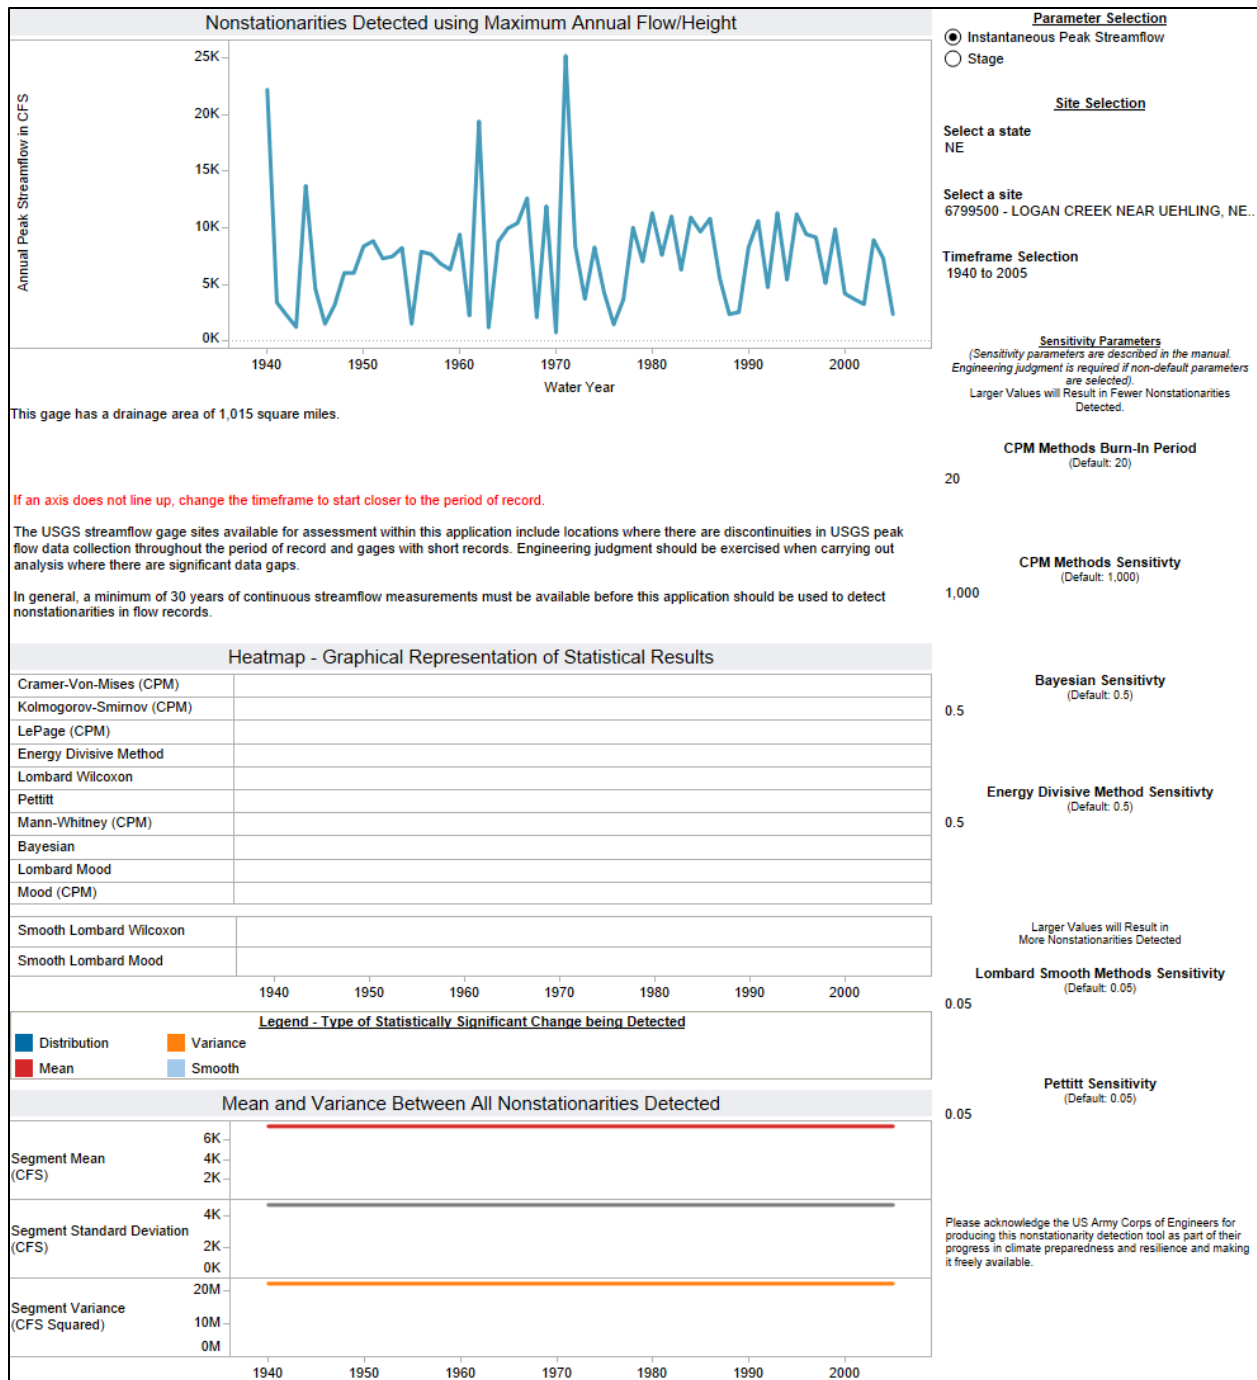 Nonstationarities Detected using Maximum Annual Flow/Height
Annual Peak Streamflow in CFS
25K
20K
15K
10K
5K
0K
1940 1950 1960 1970 1980 1990 2000
Water Year
This gage has a drainage area of 1,015 square miles.
If an axis does not line up, change the timeframe to start closer to the period of record.
The USGS streamflow gage sites available for assessment within this application include locations where there are discontinuities in USGS peak
flow data collection throughout the period of record and gages with short records. Engineering judgment should be exercised when carrying out
analysis where there are significant data gaps.
In general, a minimum of 30 years of continuous streamflow measurements must be available before this application should be used to detect
nonstationarities in flow records.
Heatmap - Graphical Representation of Statistical Results
Cramer-Von-Mises (CPM)
Kolmogorov-Smirnov (CPM)
LePage (CPM)
Energy Divisive Method
Lombard Wilcoxon
Pettitt
Mann-Whitney (CPM)
Bayesian
Lombard Mood
Mood (CPM)
Smooth Lombard Wilcoxon
Smooth Lombard Mood
1940 1950 1960 1970 1980 1990 2000
Legend - Type of Statistically Significant Change being Detected
Distribution Variance
Mean Smooth
Mean and Variance Between All Nonstationarities Detected
Segment Mean
(CFS)
6K
4K
2K
Segment Standard Deviation
(CFS)
4K
2K
0K
Segment Variance
(CFS Squared)
20M
10M
0M
1940 1950 1960 1970 1980 1990 2000
Parameter Selection
Instantaneous Peak Streamflow
Stage
Site Selection
Select a state
NE
Select a site
6799500 - LOGAN CREEK NEAR UEHLING, NE..
Timeframe Selection
1940 to 2005
Sensitivity Parameters
(Sensitivity parameters are described in the manual.
Engineering judgment is required if non-default parameters
are selected).
Larger Values will Result in Fewer Nonstationarities
Detected.
CPM Methods Burn-In Period
(Default: 20)
20
CPM Methods Sensitivty
(Default: 1,000)
1,000
Bayesian Sensitivty
(Default: 0.5)
0.5
Energy Divisive Method Sensitivty
(Default: 0.5)
0.5
Larger Values will Result in
More Nonstationarities Detected
Lombard Smooth Methods Sensitivity
(Default: 0.05)
0.05
Pettitt Sensitivity
(Default: 0.05)
0.05
Please acknowledge the US Army Corps of Engineers for
producing this nonstationarity detection tool as part of their
progress in climate preparedness and resilience and making
it freely available.